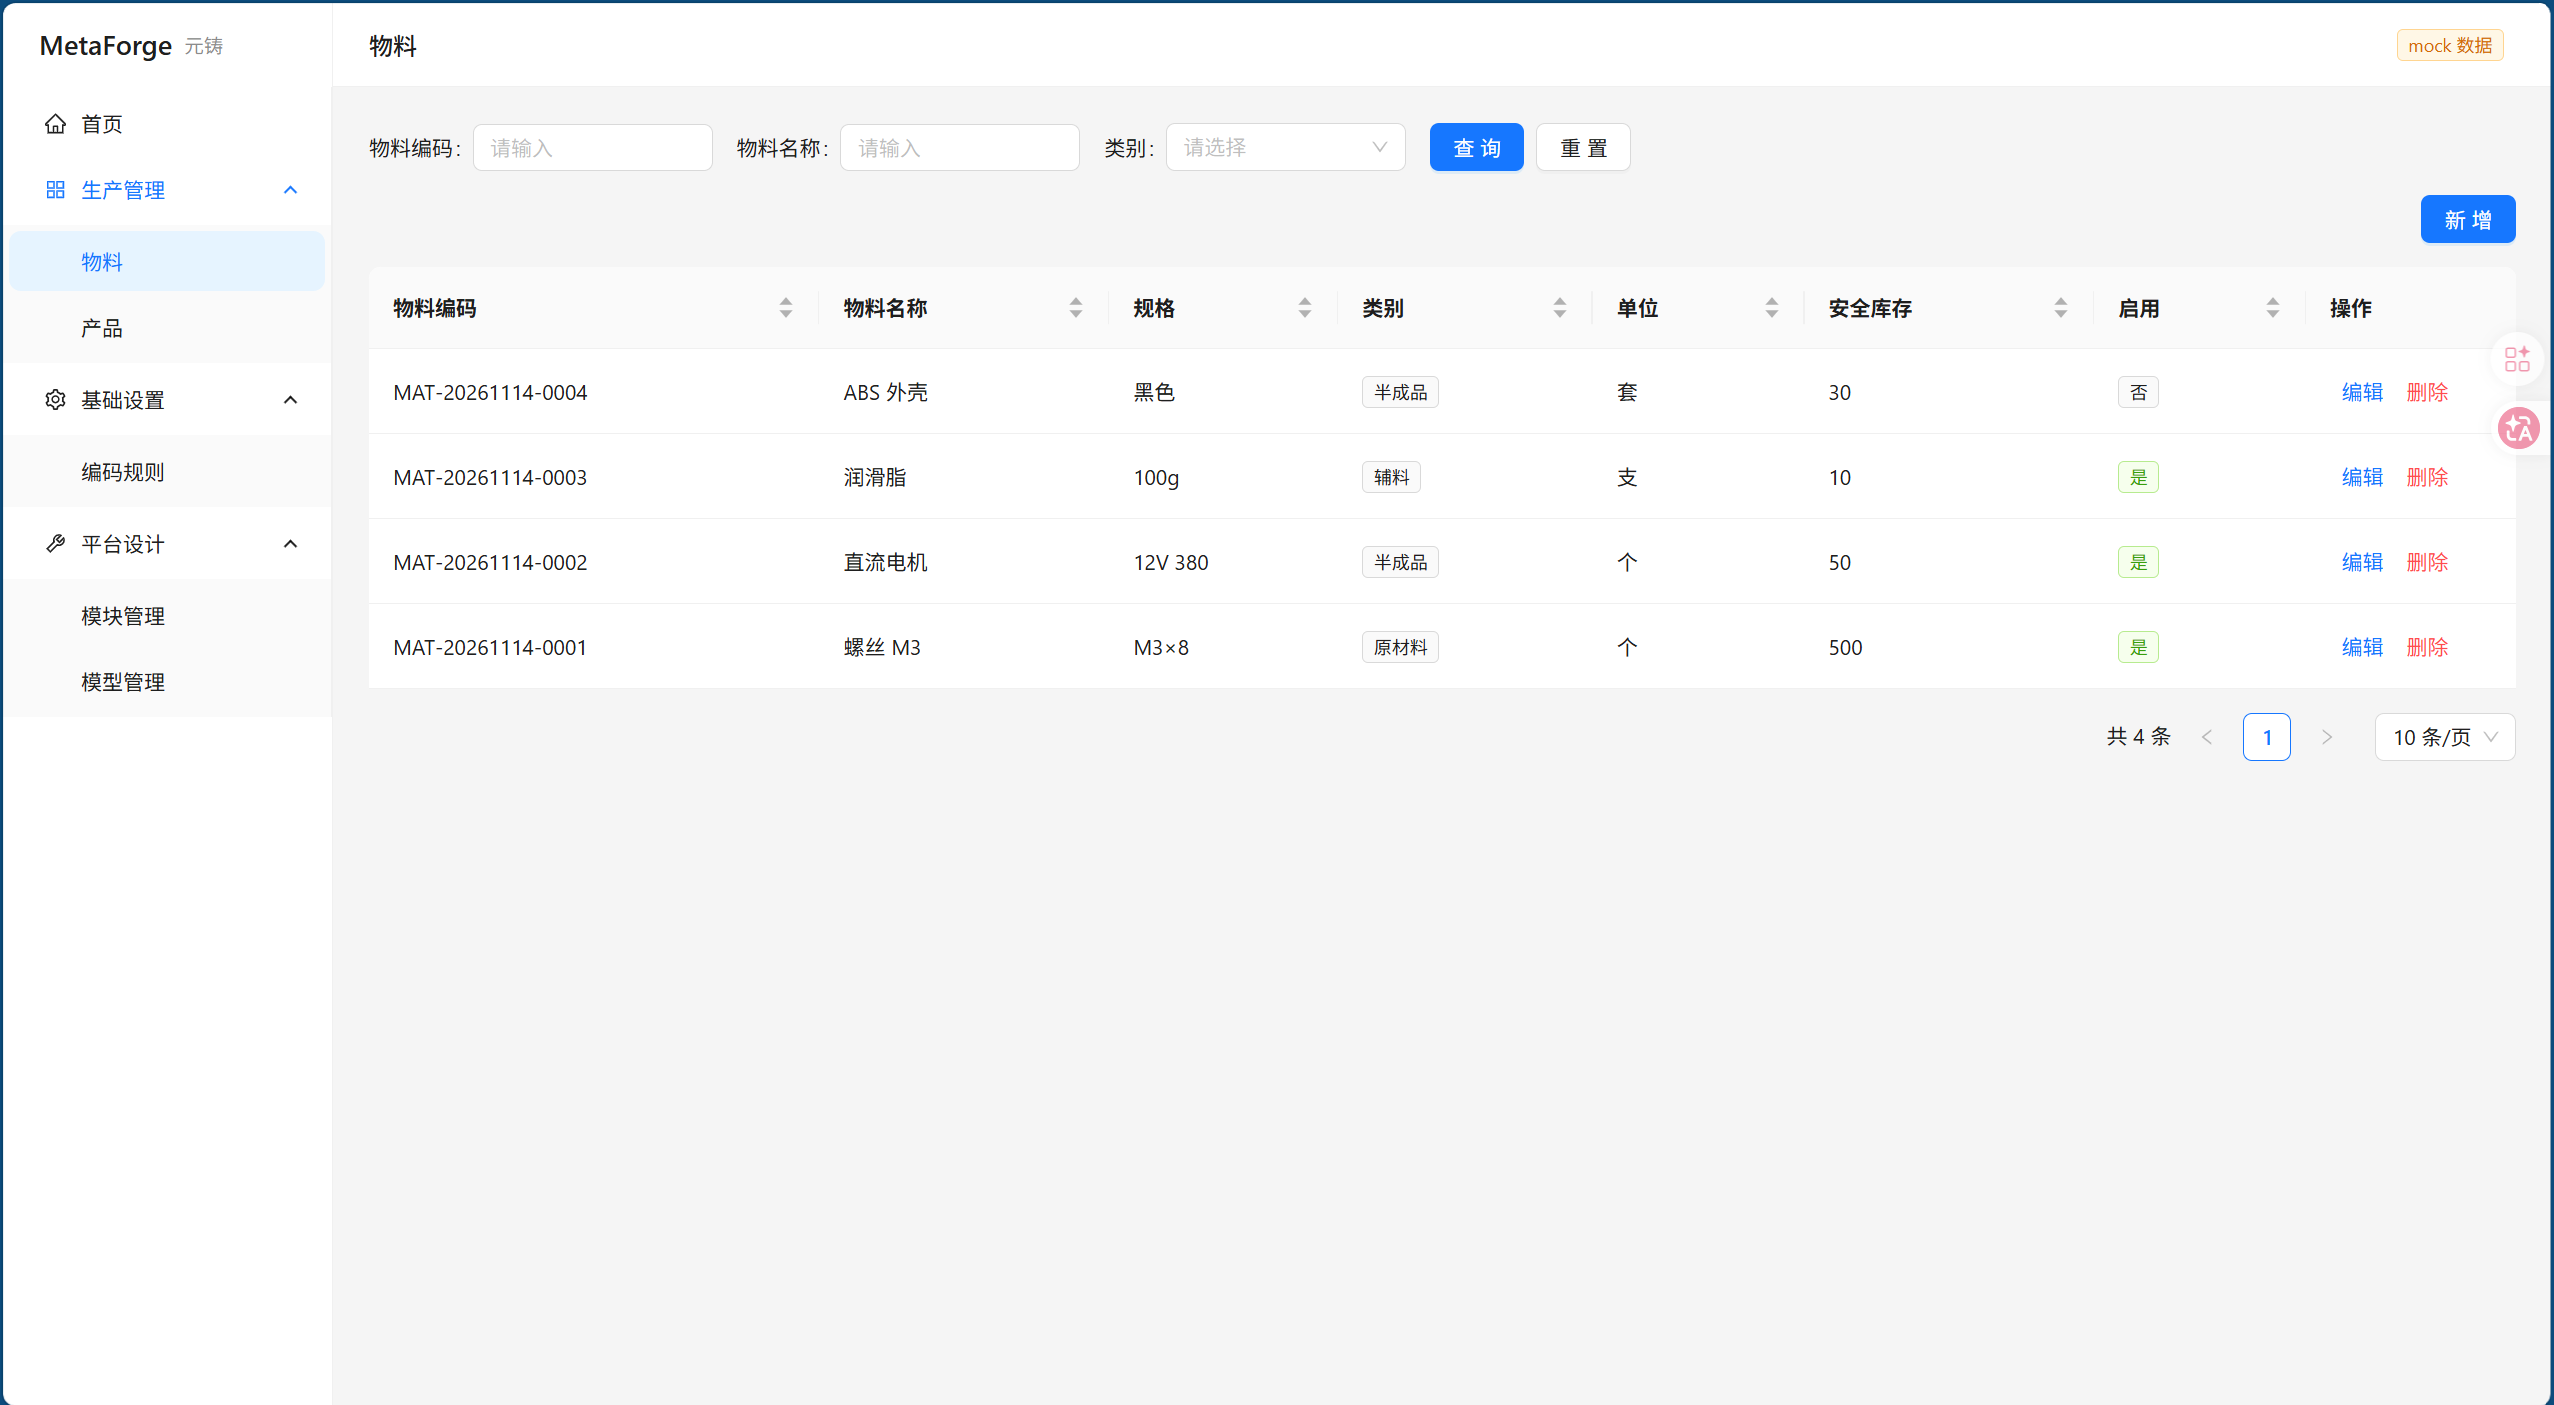 MetaForge 元铸
首页
生产管理
物料
产品
基础设置
编码规则
平台设计
模块管理
模型管理
物料
mock 数据
物料编码: 请输入 物料名称: 请输入 类别: 请选择 查 询 重 置
新 增
物料编码 物料名称 规格 类别 单位 安全库存 启用 操作
MAT-20261114-0004 ABS 外壳 黑色 半成品 套 30 否 编辑 删除
MAT-20261114-0003 润滑脂 100g 辅料 支 10 是 编辑 删除
MAT-20261114-0002 直流电机 12V 380 半成品 个 50 是 编辑 删除
MAT-20261114-0001 螺丝 M3 M3×8 原材料 个 500 是 编辑 删除
共 4 条 1 10 条/页